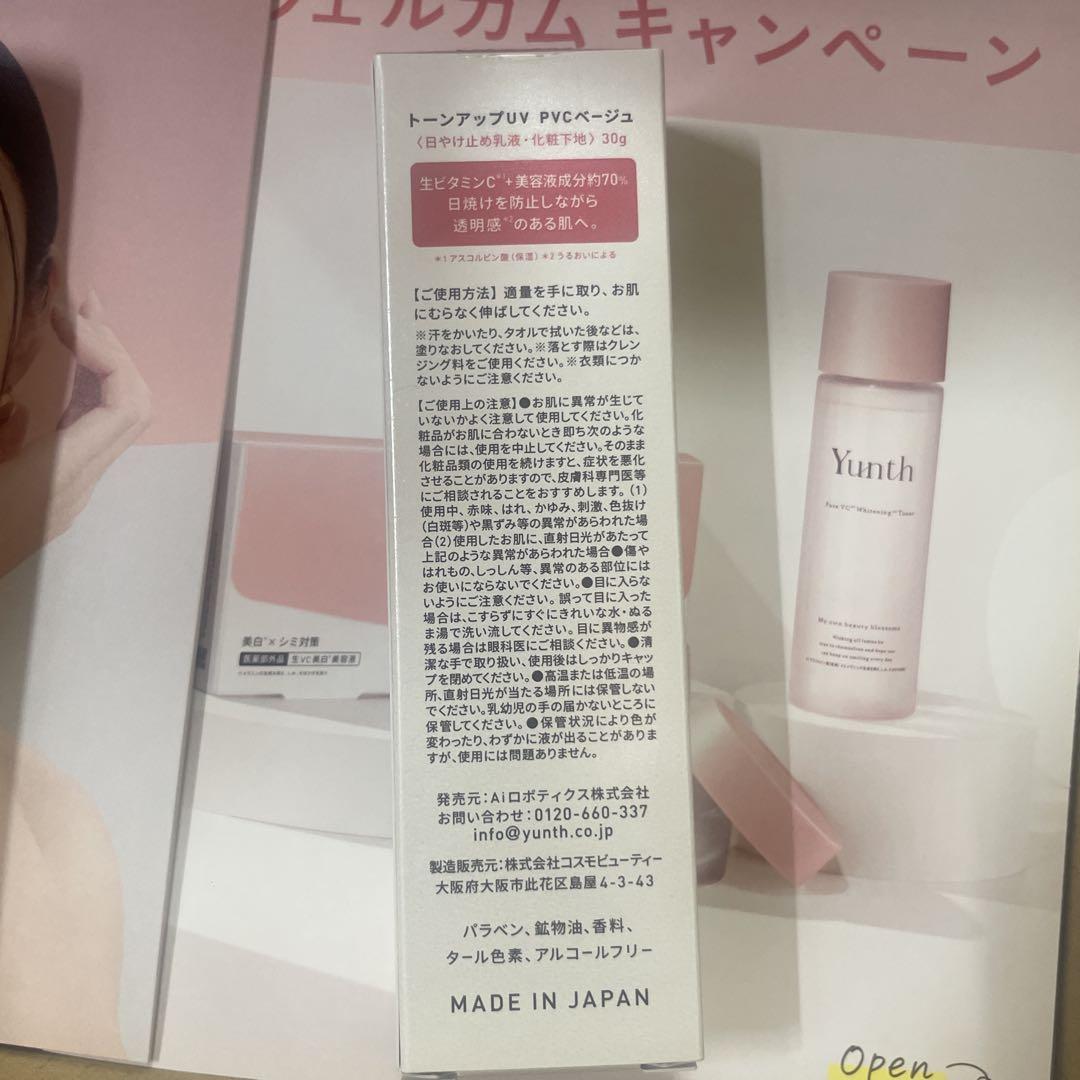 ェルカム キャンペーン
トーンアップUV PVCベージュ
〈日やけ止め乳液・化粧下地〉30g
生ビタミンC*1+美容液成分約70%
日焼けを防止しながら
透明感*2のある肌へ。
*1 アスコルビン酸(保湿) *2 うるおいによる
【ご使用方法】適量を手に取り、お肌
にむらなく伸ばしてください。
※汗をかいたり、タオルで拭いた後などは、
塗りなおしてください。※落とす際はクレン
ジング料をご使用ください。※衣類につか
ないようにご注意ください。
【ご使用上の注意】●お肌に異常が生じて
いないかよく注意して使用してください。化
粧品がお肌に合わないとき即ち次のような
場合には、使用を中止してください。そのまま
化粧品類の使用を続けますと、症状を悪化
させることがありますので、皮膚科専門医等
にご相談されることをおすすめします。(1)
使用中、赤味、はれ、かゆみ、刺激、色抜け
(白斑等)や黒ずみ等の異常があらわれた場
合(2)使用したお肌に、直射日光があたって
上記のような異常があらわれた場合●傷や
はれもの、しっしん等、異常のある部位には
お使いにならないでください。●目に入らな
いようにご注意ください。誤って目に入った
場合は、こすらずにすぐにきれいな水・ぬる
ま湯で洗い流してください。目に異物感が
残る場合は眼科医にご相談ください。●清
潔な手で取り扱い、使用後はしっかりキャッ
プを閉めてください。●高温または低温の場
所、直射日光が当たる場所には保管しない
でください。乳幼児の手の届かないところに
保管してください。●保管状況により色が
変わったり、わずかに液が出ることがありま
すが、使用には問題ありません。
発売元:Aiロボティクス株式会社
お問い合わせ:0120-660-337
info@yunth.co.jp
製造販売元:株式会社コスモビューティー
大阪府大阪市此花区島屋4-3-43
パラベン、鉱物油、香料、
タール色素、アルコールフリー
MADE IN JAPAN
美白*×シミ対策
医薬部外品 生VC美白*美容液
Yunth
Pure VC Whitening Toner
My own beauty blossoms
Open